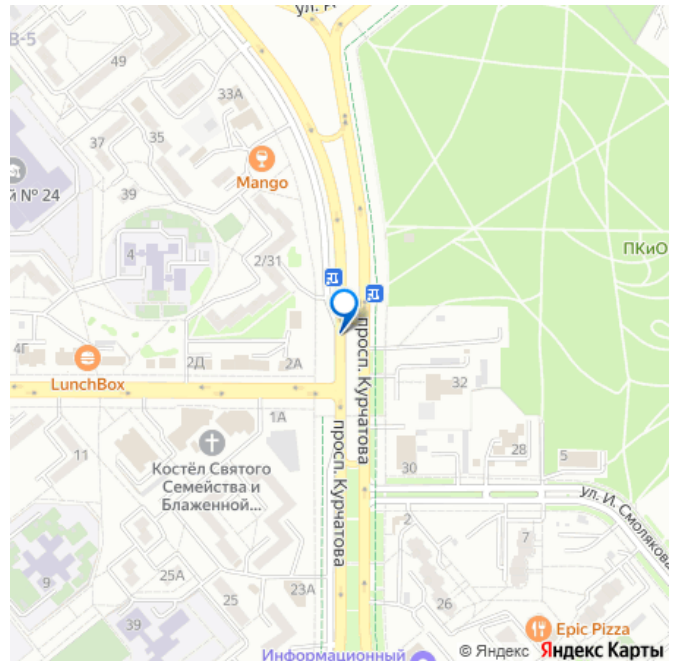 ул. К
В-5
49
33А
37
35
Mango
й № 24
39
4
2/31
ПКиО
4Г
LunchBox
2Д
2А
просп. Курчатова
32
1А
11
Костёл Святого
Семейства и
Блаженной...
просп. Курчатова
30
28
5
ул. И. Смолякова
2
7
9
25А
25
23А
39
26
Epic Pizza
Информационный
© Яндекс Яндекс Карты